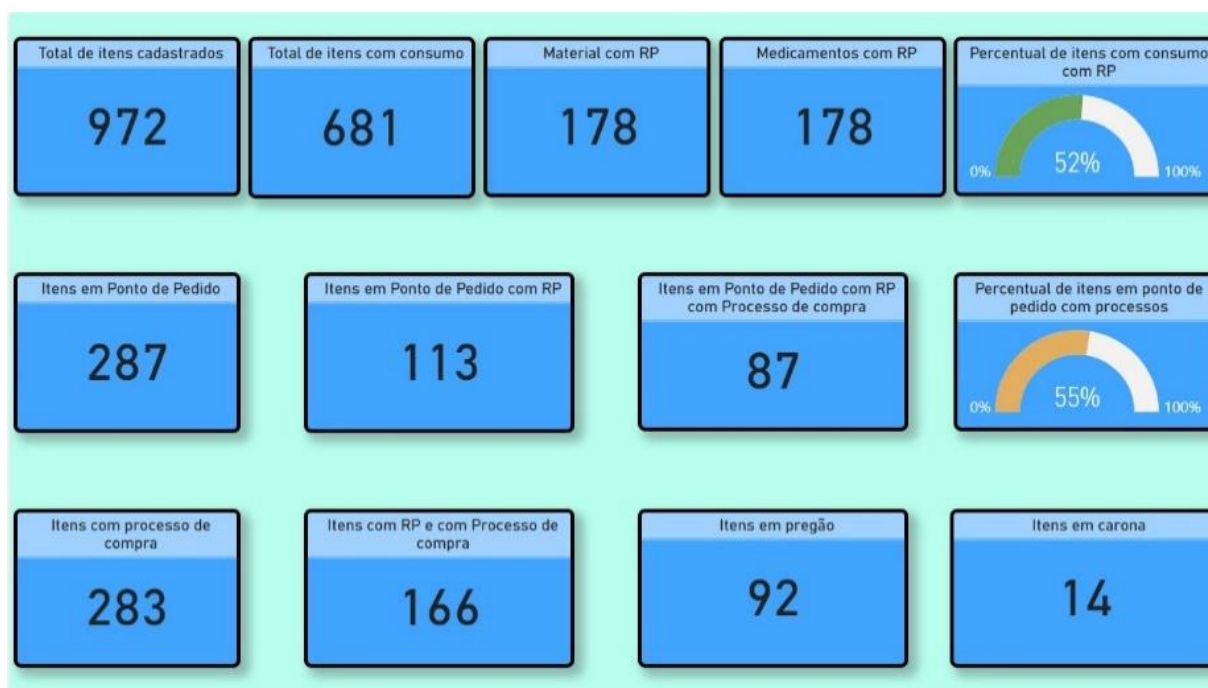 Total de itens cadastrados
972
Total de itens com consumo
681
Material com RP
178
Medicamentos com RP
178
Percentual de itens com consumo
com RP
0%
52%
100%
Itens em Ponto de Pedido
287
Itens em Ponto de Pedido com RP
113
Itens em Ponto de Pedido com RP
com Processo de compra
87
Percentual de itens em ponto de
pedido com processos
0%
55%
100%
Itens com processo de
compra
283
Itens com RP e com Processo de
compra
166
Itens em pregão
92
Itens em carona
14